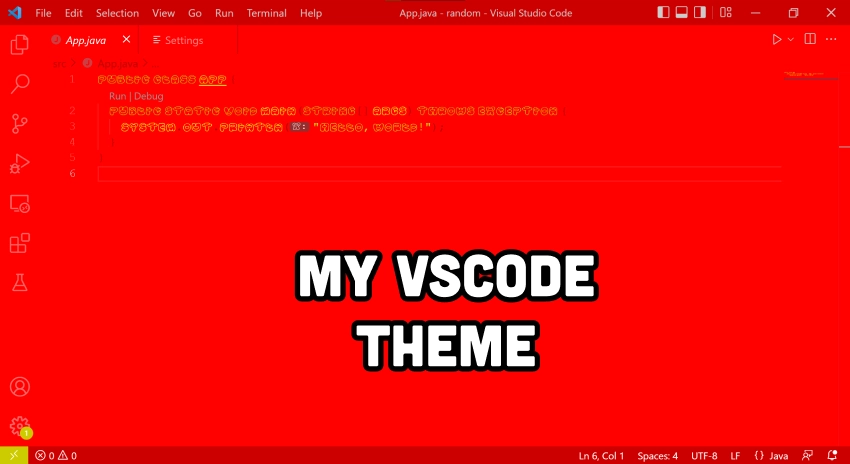 File Edit Selection View Go Run Terminal Help App.java - random - Visual Studio Code
App.java Settings
src > App.java > ...
1 PUBLIC CLASS APP
Run | Debug
2 PUBLIC STATIC VOID MAIN STRING[] ARGS THROWS EXCEPTION
3 SYSTEM OUT PRINTLN X: "HELLO, WORLD!"
4 }
5
6
MY VSCODE
THEME
1
0 0 Ln 6, Col 1 Spaces: 4 UTF-8 LF {} Java